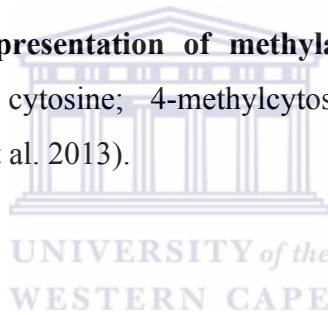 presentation of methyla
cytosine; 4-methylcytos
al. 2013).
UNIVERSITY of the
WESTERN CAPE